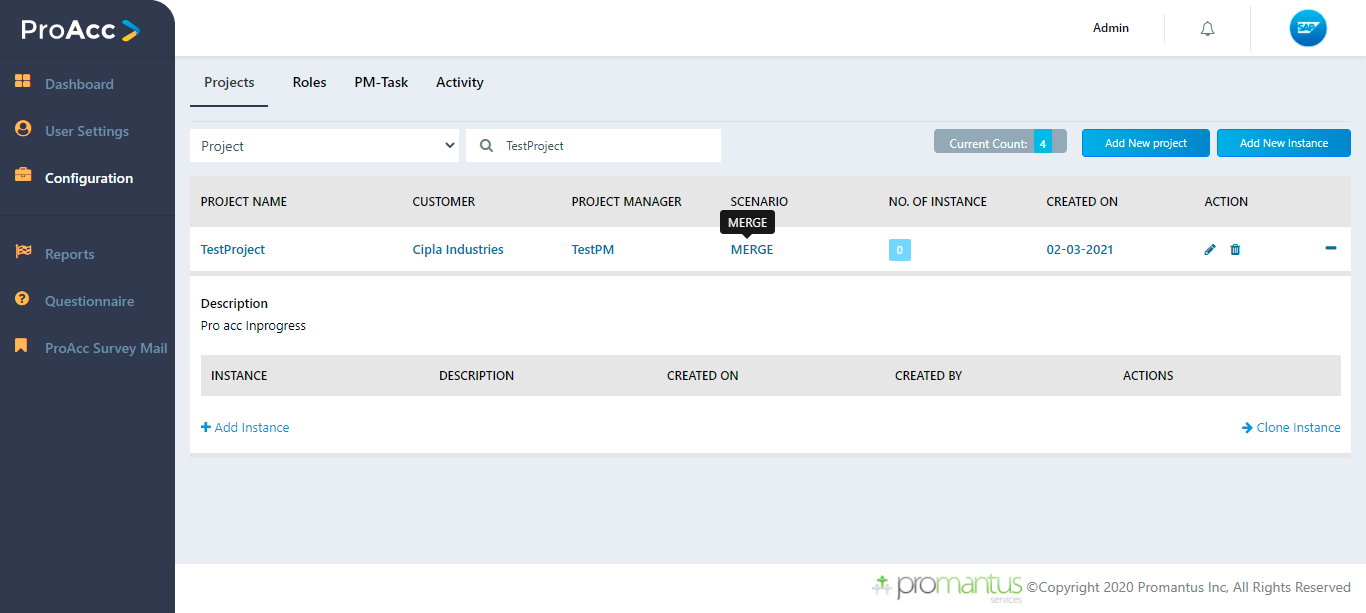 ProAcc
Admin
SAP
Dashboard
User Settings
Configuration
Reports
Questionnaire
ProAcc Survey Mail
Projects Roles PM-Task Activity
Project TestProject Current Count: 4 Add New project Add New Instance
PROJECT NAME CUSTOMER PROJECT MANAGER SCENARIO NO. OF INSTANCE CREATED ON ACTION
MERGE
TestProject Cipla Industries TestPM MERGE 0 02-03-2021
Description
Pro acc Inprogress
INSTANCE DESCRIPTION CREATED ON CREATED BY ACTIONS
Add Instance Clone Instance
promantus ©Copyright 2020 Promantus Inc, All Rights Reserved
services